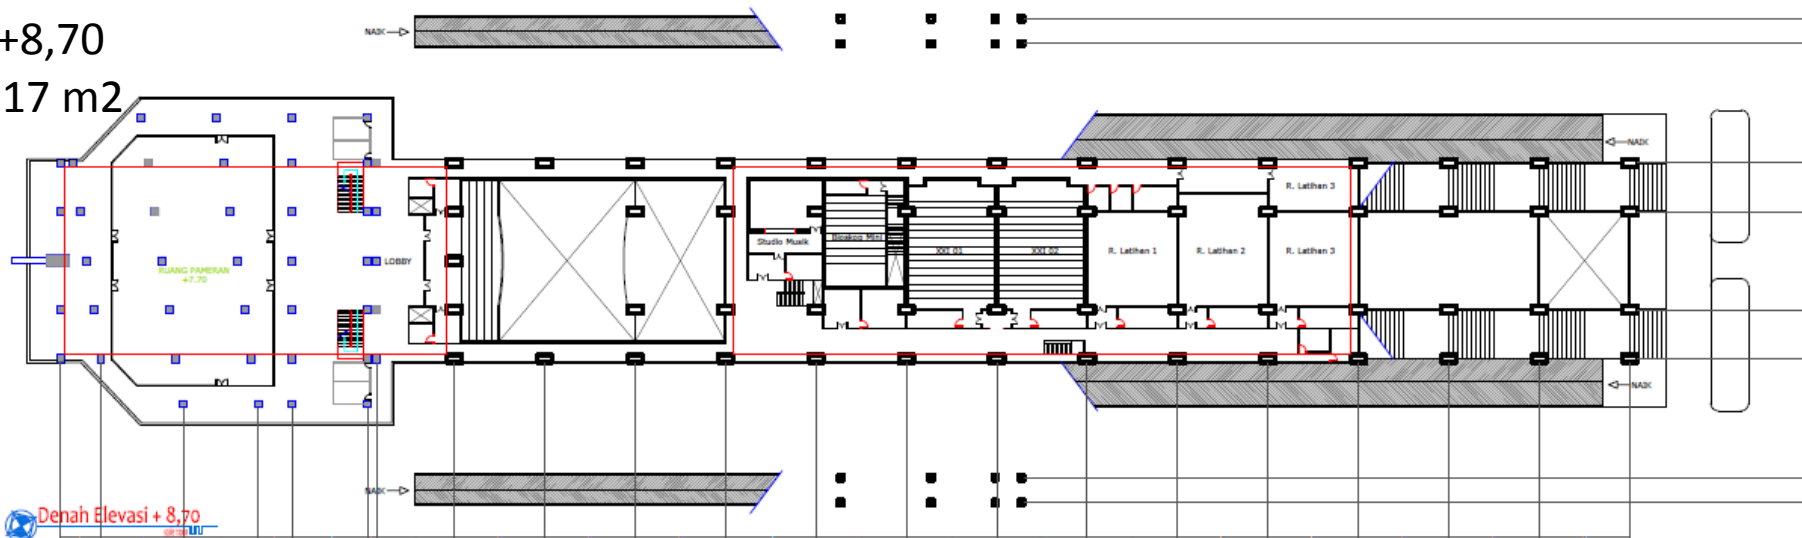 +8,70
17 m2
NAIK
NAIK
R. Latihan 3
Studio Musik
Bioskop Mini
XXI 01
XXI 02
R. Latihan 1
R. Latihan 2
R. Latihan 3
LOBBY
RUANG PAMERAN
+7.70
NAIK
NAIK
Denah Elevasi + 8,70